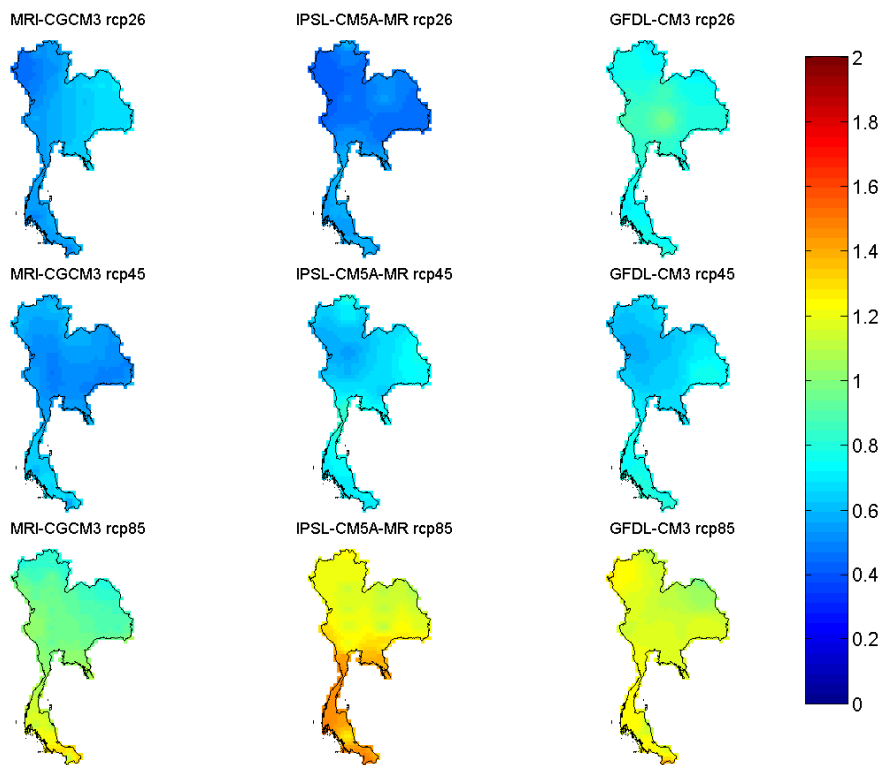 MRI-CGCM3 rcp26
IPSL-CM5A-MR rcp26
GFDL-CM3 rcp26
MRI-CGCM3 rcp45
IPSL-CM5A-MR rcp45
GFDL-CM3 rcp45
MRI-CGCM3 rcp85
IPSL-CM5A-MR rcp85
GFDL-CM3 rcp85
2
1.8
1.6
1.4
1.2
1
0.8
0.6
0.4
0.2
0